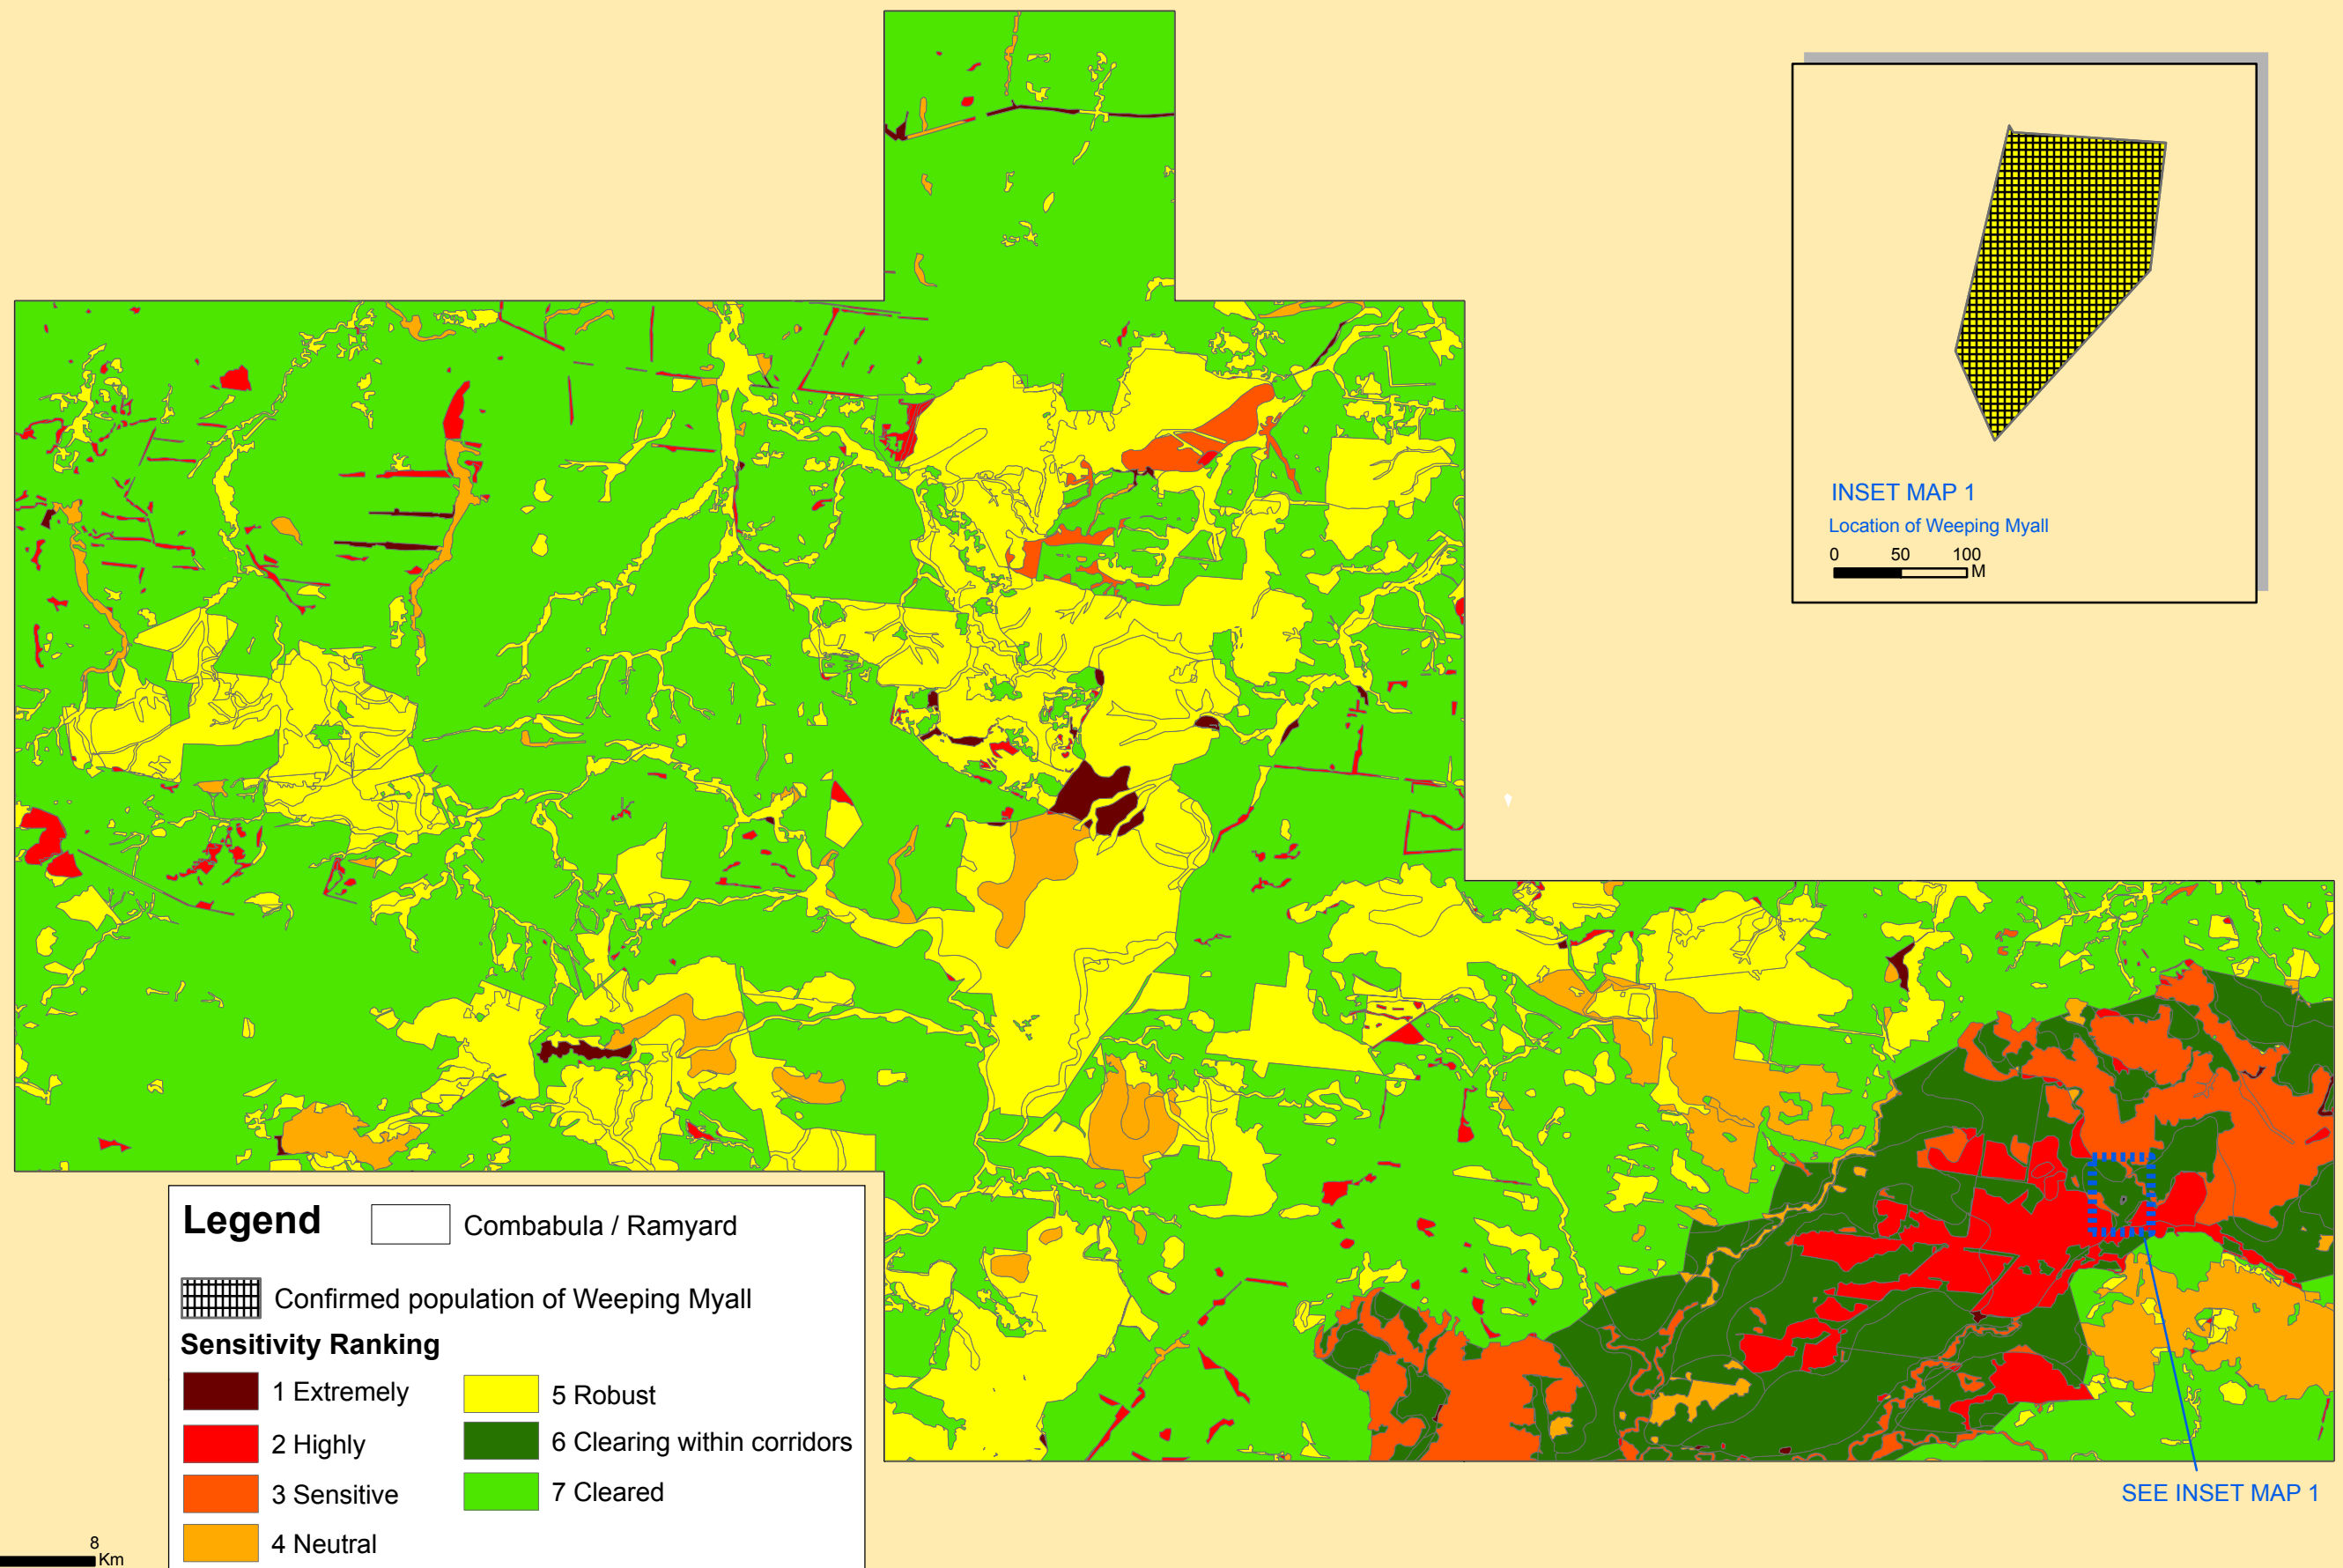 INSET MAP 1
Location of Weeping Myall
0 50 100
M
Legend
Combabula / Ramyard
Confirmed population of Weeping Myall
Sensitivity Ranking
1 Extremely
2 Highly
3 Sensitive
4 Neutral
5 Robust
6 Clearing within corridors
7 Cleared
SEE INSET MAP 1
8
Km